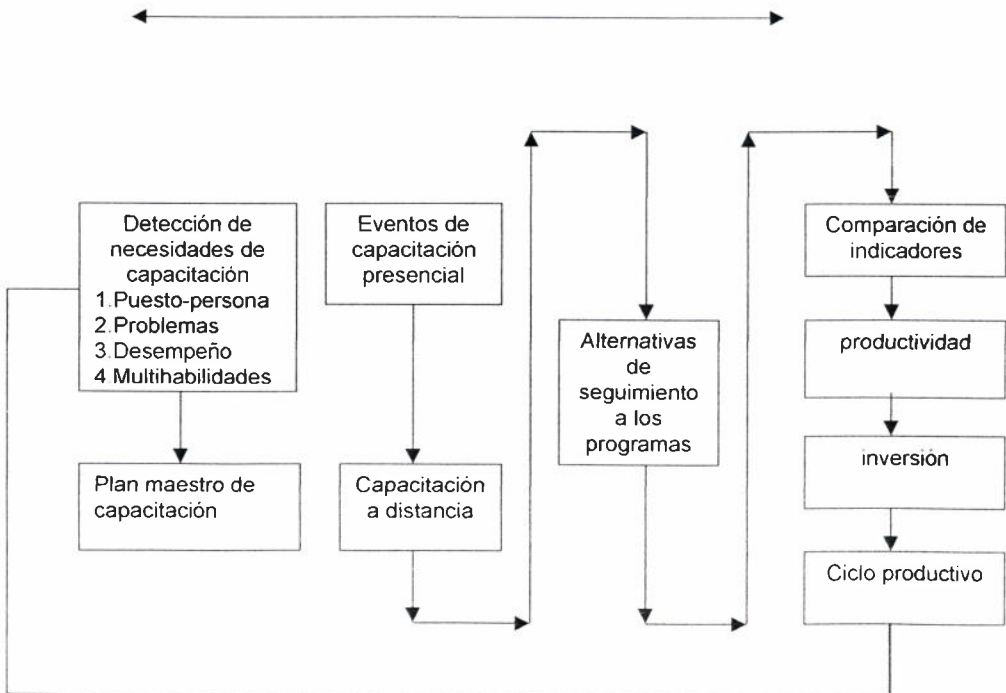 Detección de
necesidades de
capacitación
1.Puesto-persona
2.Problemas
3.Desempeño
4.Multihabilidades
Plan maestro de
capacitación
Eventos de
capacitación
presencial
Capacitación
a distancia
Alternativas
de
seguimiento
a los
programas
Comparación de
indicadores
productividad
inversión
Ciclo productivo